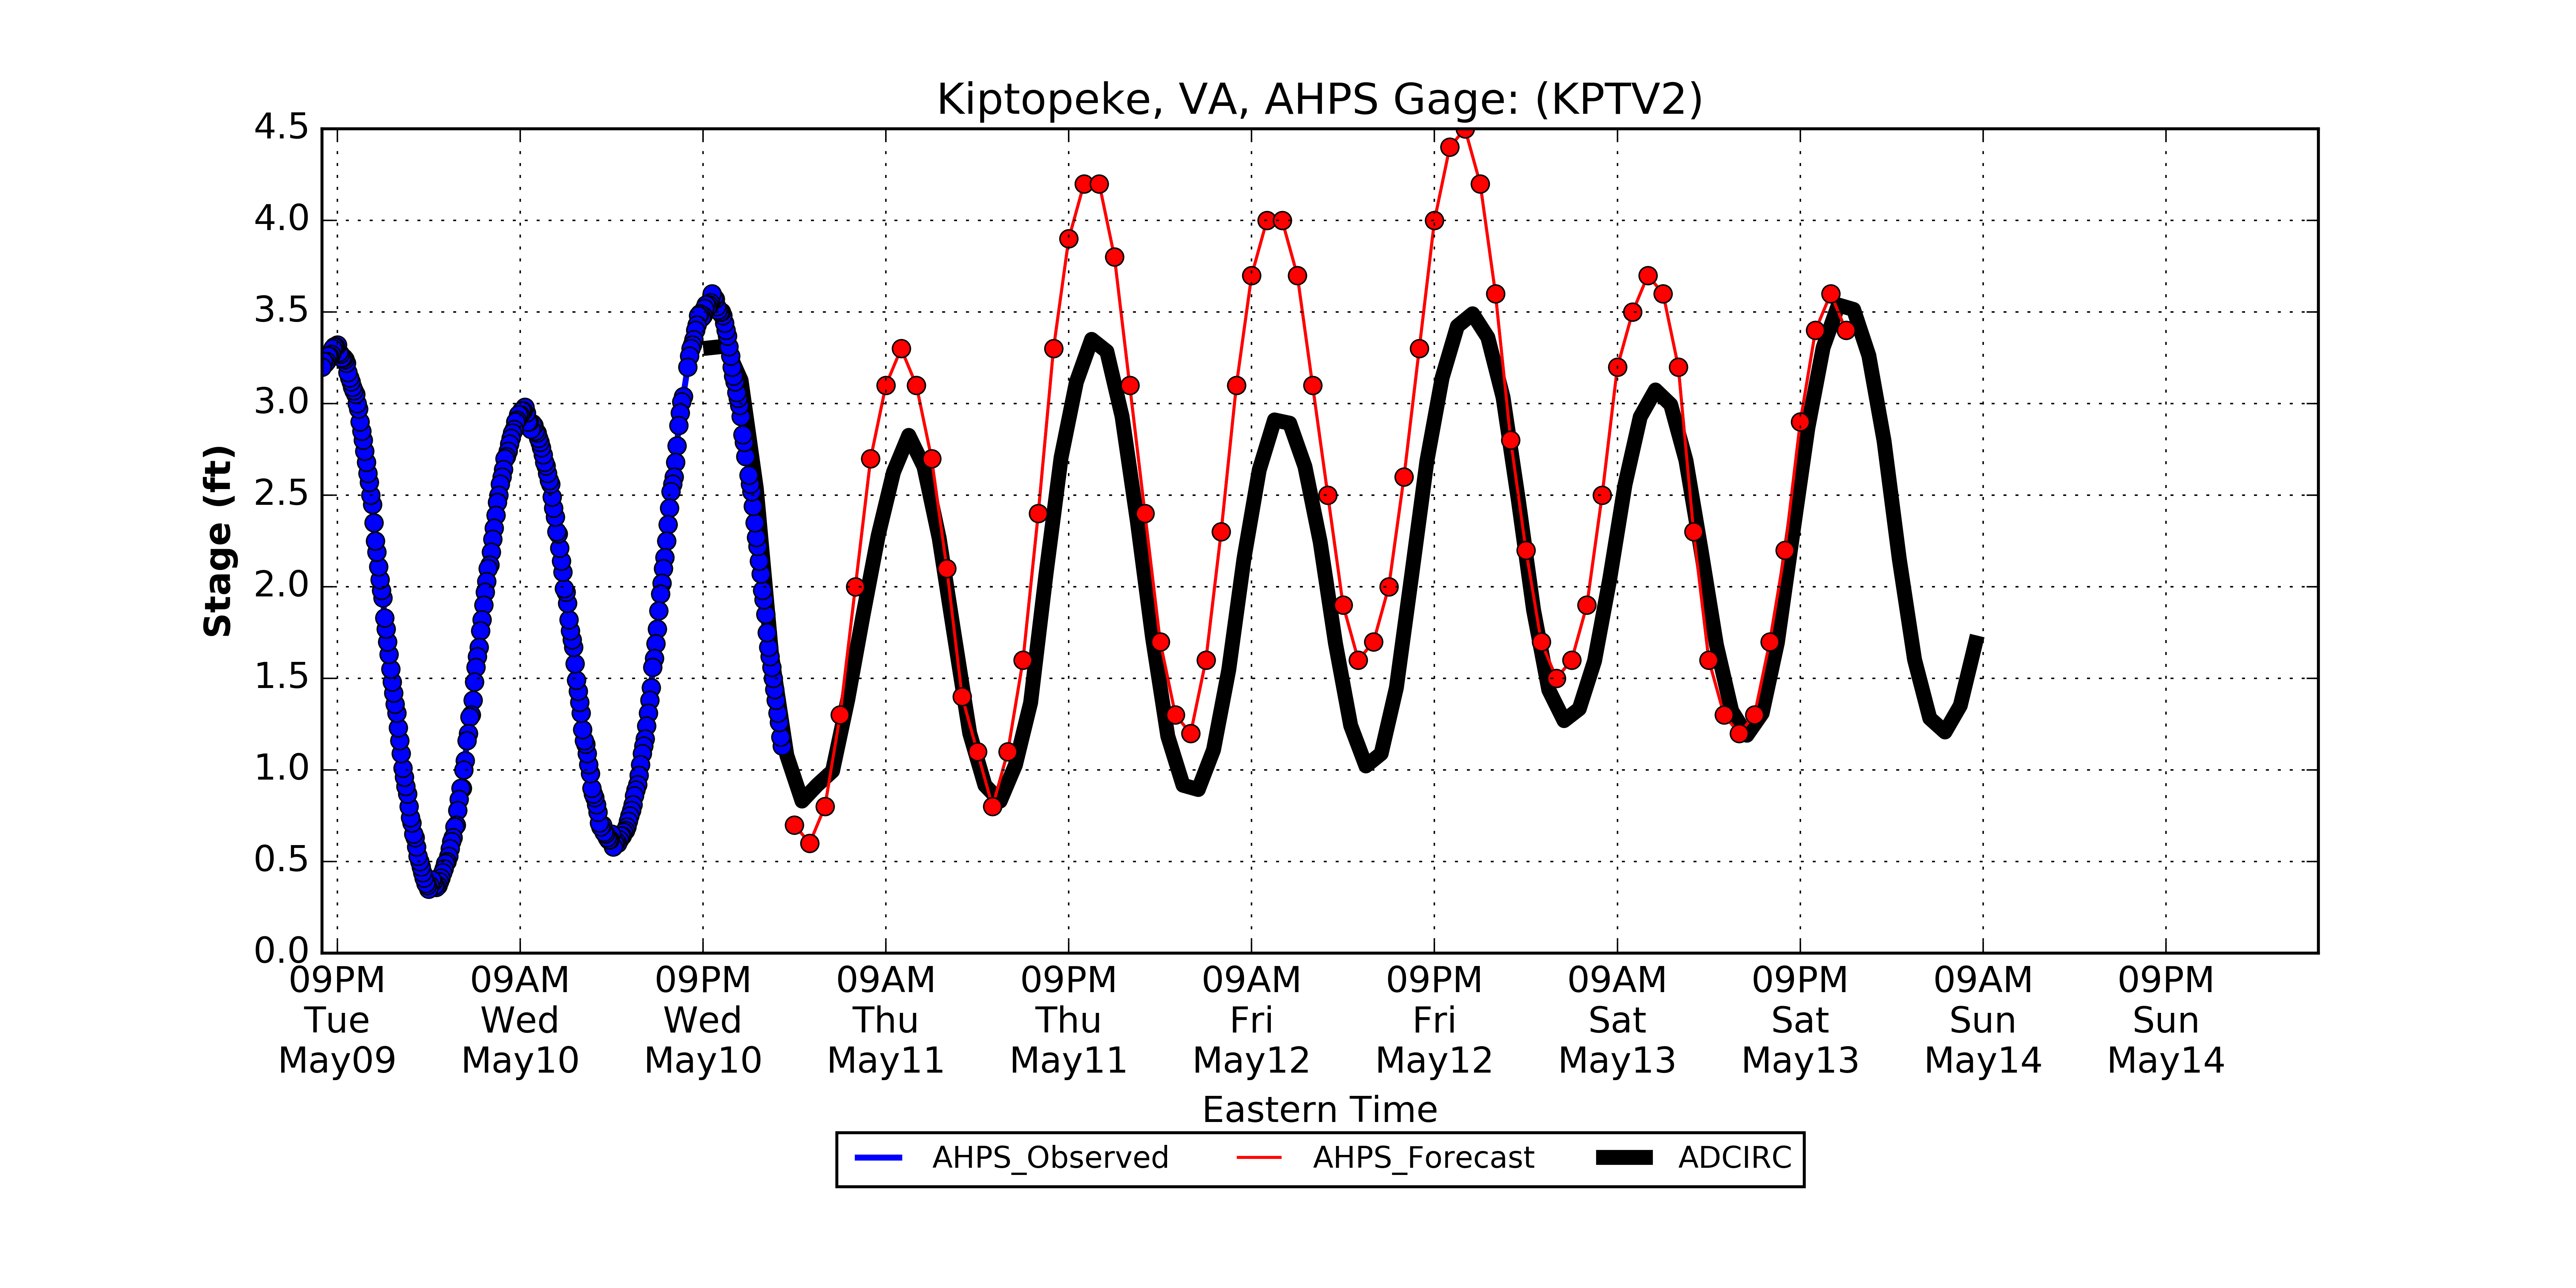 Kiptopeke, VA, AHPS Gage: (KPTV2)
4.5
4.0
3.5
3.0
2.5
2.0
1.5
1.0
0.5
0.0
Stage (ft)
09PM 09AM 09PM 09AM 09PM 09AM 09PM 09AM 09PM 09AM 09PM
Tue Wed Wed Thu Thu Fri Fri Sat Sat Sun Sun
May09 May10 May10 May11 May11 May12 May12 May13 May13 May14 May14
Eastern Time
AHPS_Observed AHPS_Forecast ADCIRC